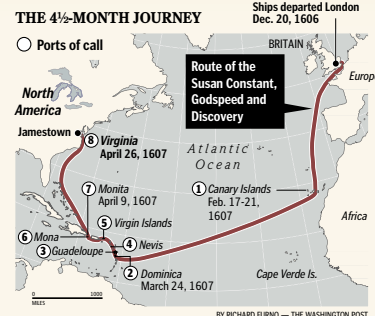 THE 4½-MONTH JOURNEY
Ships departed London
Dec. 20, 1606
Ports of call
BRITAIN
Europ
Route of the
Susan Constant,
Godspeed and
Discovery
North
America
Jamestown
8 Virginia
April 26, 1607
Atlantic
Ocean
7 Monita
April 9, 1607
1 Canary Islands
Feb. 17-21,
1607
5 Virgin Islands
Africa
6 Mona
4 Nevis
3 Guadeloupe
2 Dominica
March 24, 1607
Cape Verde Is.
0 1000
MILES
BY RICHARD FURNO — THE WASHINGTON POST